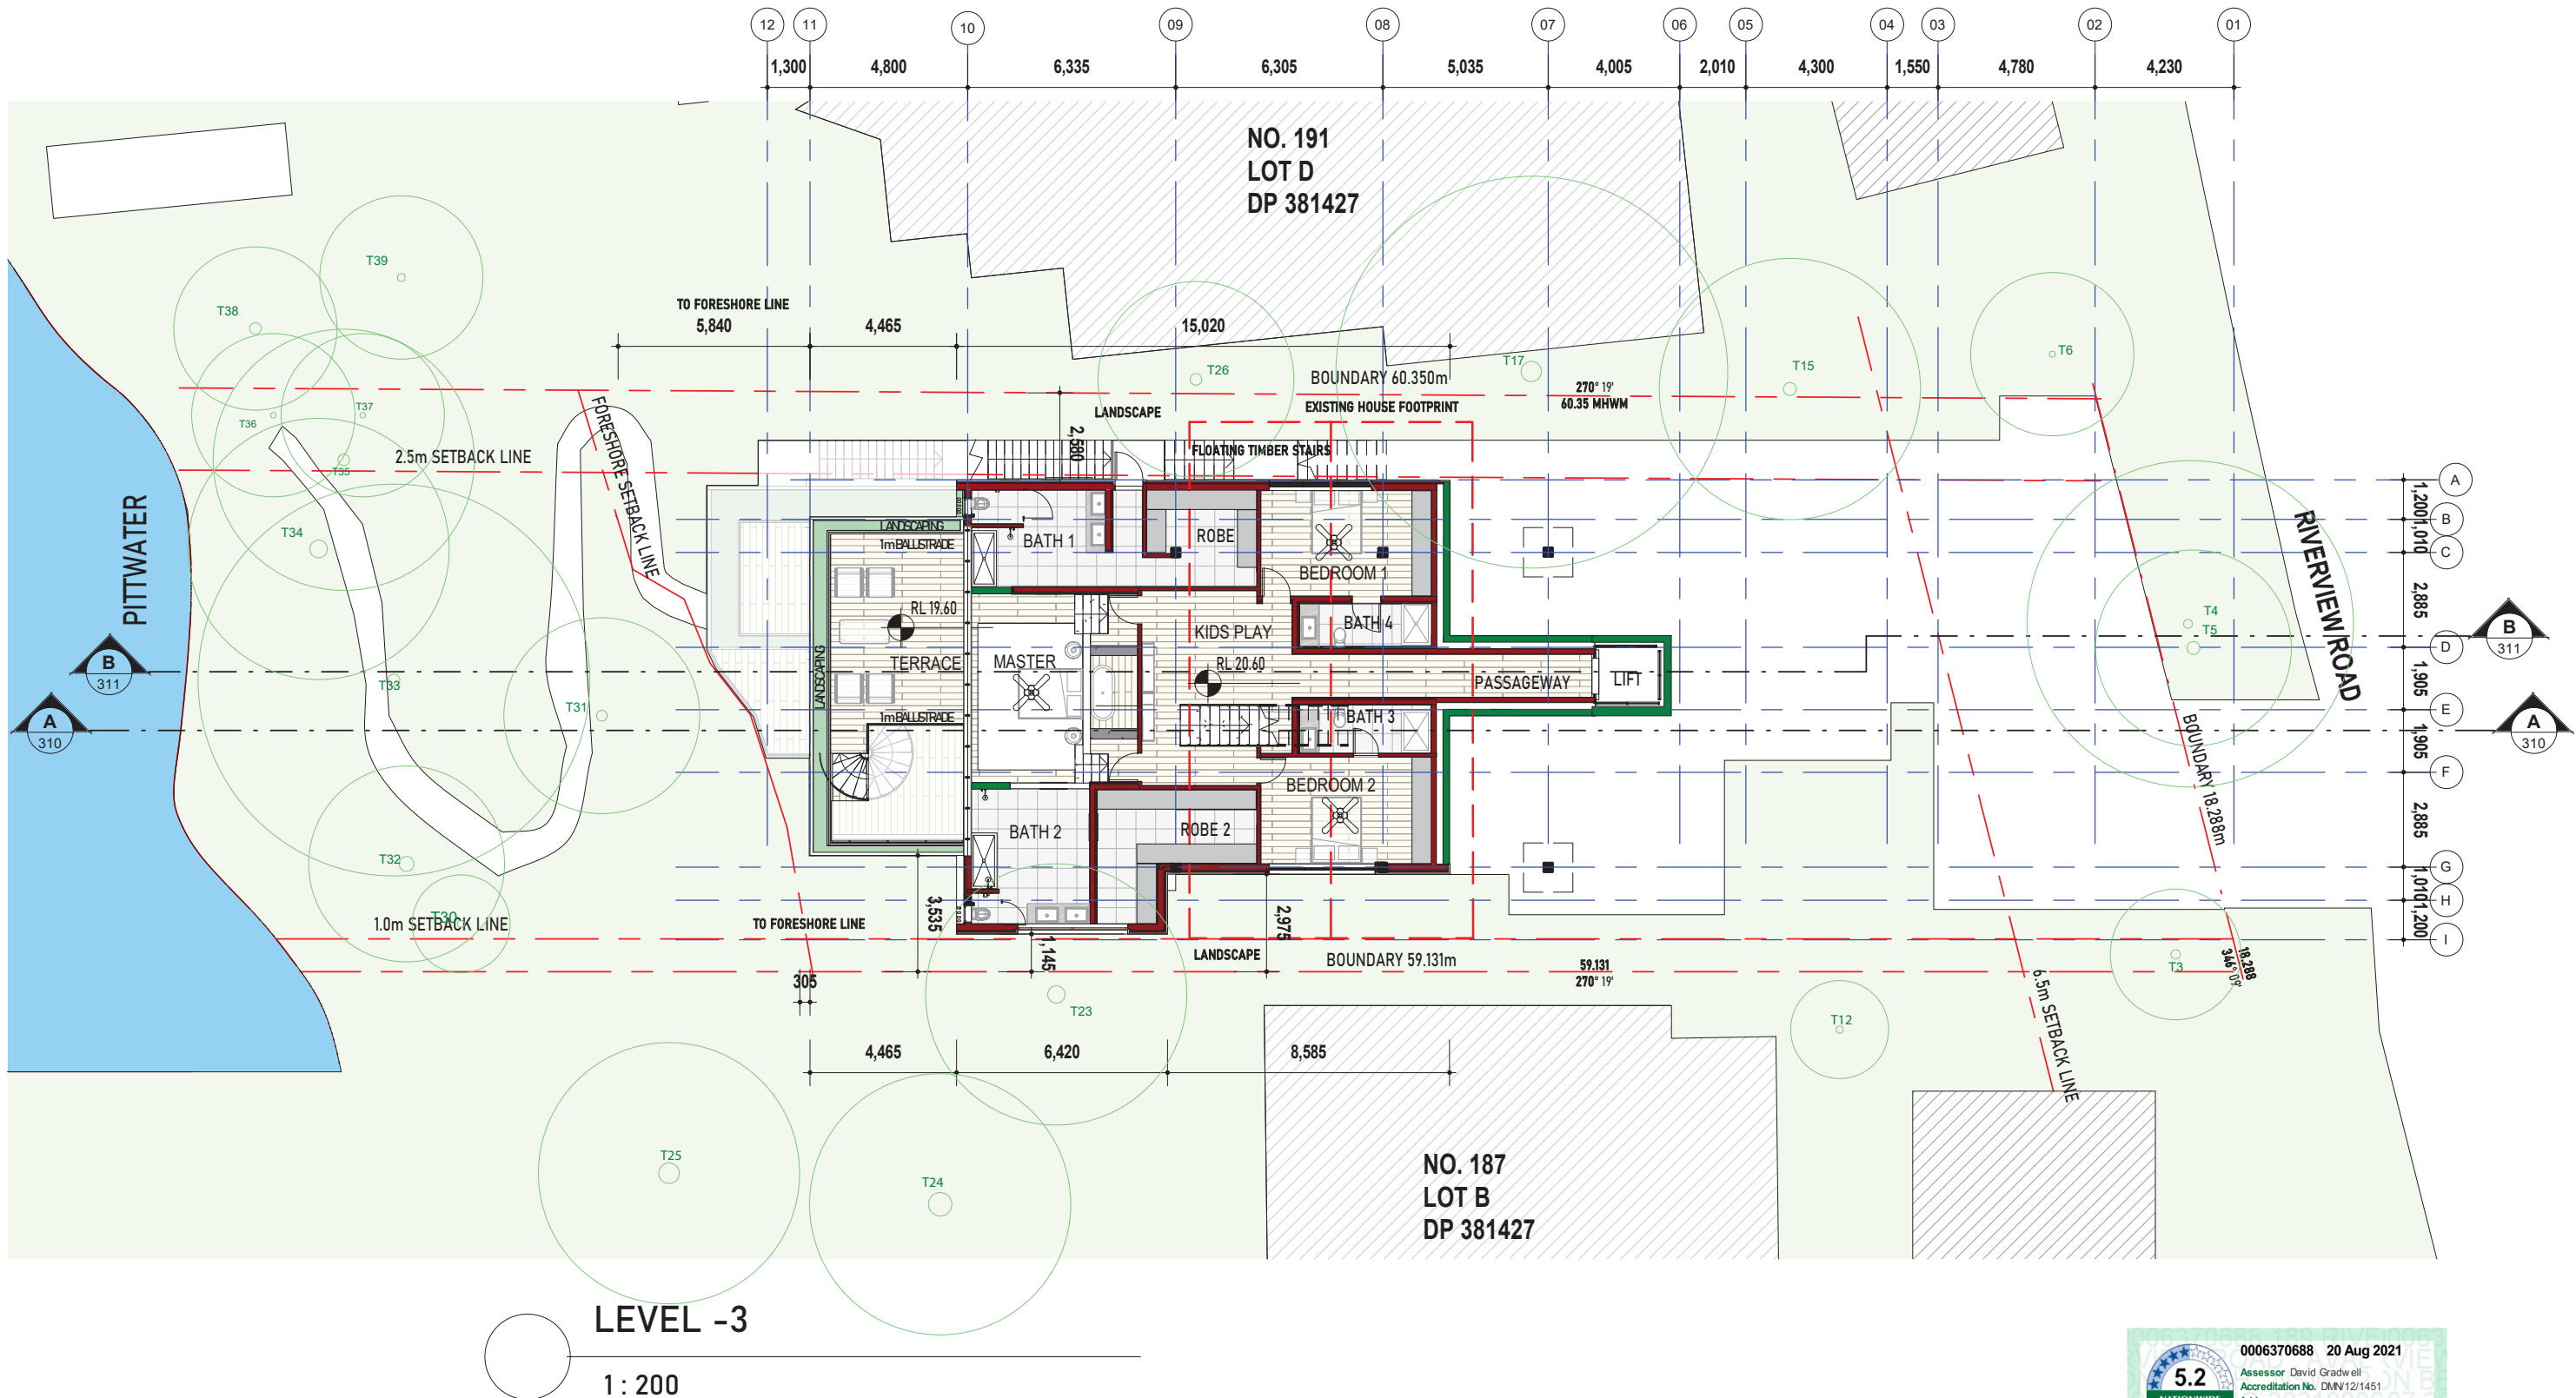 12 11 10 09 08 07 06 05 04 03 02 01
1,300 4,800 6,335 6,305 5,035 4,005 2,010 4,300 1,550 4,780 4,230
NO. 191
LOT D
DP 381427
T39
T38
TO FORESHORE LINE
5,840 4,465 15,020
T26
T17
T15
T6
BOUNDARY 60.350m
270° 19'
60.35 MHWM
T37
T36
T35
LANDSCAPE
EXISTING HOUSE FOOTPRINT
2,580
FLOATING TIMBER STAIRS
2.5m SETBACK LINE
FORESHORE SETBACK LINE
PITTWATER
T34
LANDSCAPING
1m BALUSTRADE
BATH 1
ROBE
BEDROOM 1
RL 19.60
TERRACE
MASTER
KIDS PLAY
RL 20.60
BATH 4
PASSAGEWAY
LIFT
LANDSCAPING
1m BALUSTRADE
BATH 3
BEDROOM 2
BATH 2
ROBE 2
T33
T31
T32
T30
1.0m SETBACK LINE
B
311
A
310
T4
T5
RIVERVIEW ROAD
BOUNDARY 18.288m
B
311
A
310
A
1,200
B
1,010
C
2,885
D
1,905
E
1,905
F
2,885
G
1,010
H
1,200
I
TO FORESHORE LINE
305
3,535
1,145
2,975
LANDSCAPE
BOUNDARY 59.131m
59.131
270° 19'
T3
18.288
346° 09'
6.5m SETBACK LINE
T12
T23
4,465 6,420 8,585
T25
T24
NO. 187
LOT B
DP 381427
LEVEL -3
1 : 200
0006370688 20 Aug 2021
5.2
Assessor David Gradwell
Accreditation No. DMN/12/1451